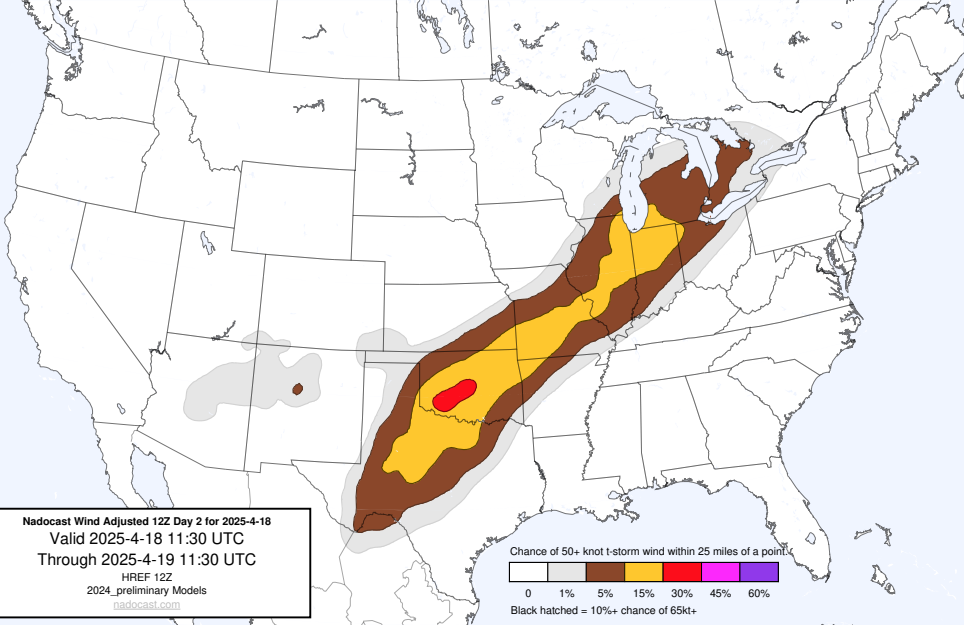 Nadocast Wind Adjusted 12Z Day 2 for 2025-4-18
Valid 2025-4-18 11:30 UTC
Through 2025-4-19 11:30 UTC
HREF 12Z
2024_preliminary Models
nadocast.com
Chance of 50+ knot t-storm wind within 25 miles of a point.
0 1% 5% 15% 30% 45% 60%
Black hatched = 10%+ chance of 65kt+